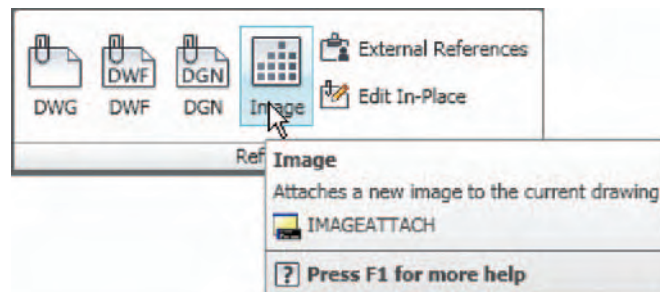 DWF
DGN
External References
Edit In-Place
DWG
DWF
DGN
Image
Image
Attaches a new image to the current drawing
IMAGEATTACH
? Press F1 for more help